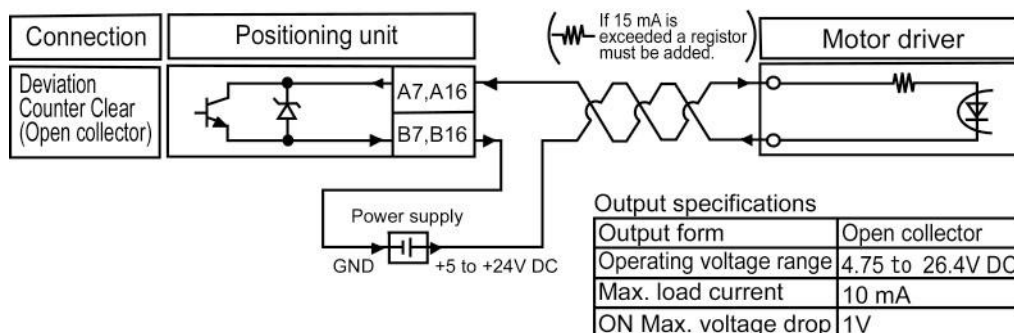 Connection
Positioning unit
If 15 mA is
exceeded a registor
must be added.
Motor driver
Deviation
Counter Clear
(Open collector)
A7,A16
B7,B16
Power supply
GND
+5 to +24V DC
Output specifications
Output form Open collector
Operating voltage range 4.75 to 26.4V DC
Max. load current 10 mA
ON Max. voltage drop 1V